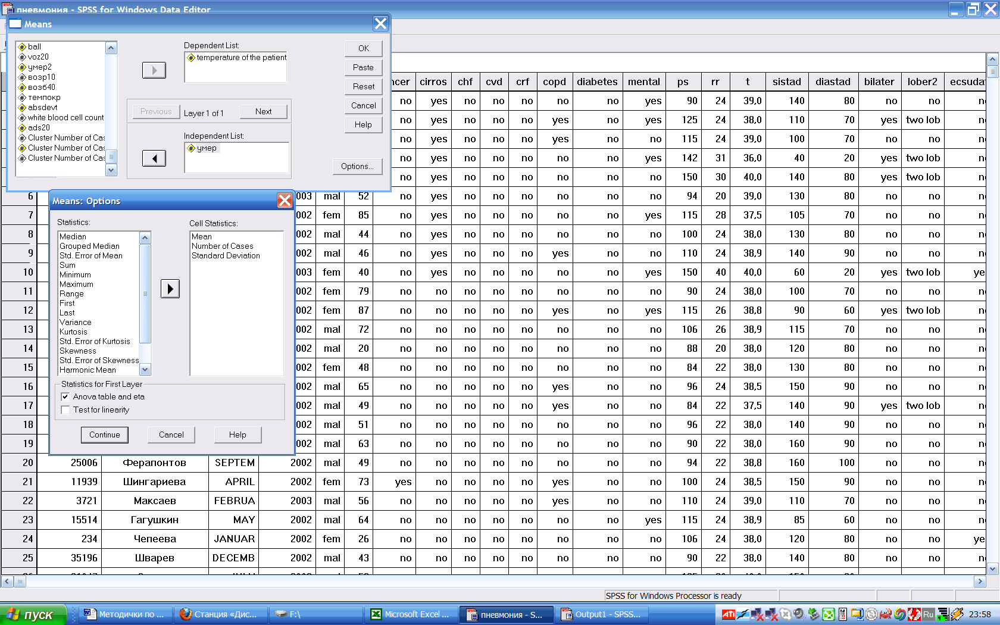 пневмония - SPSS for Windows Data Editor
Means
ball
voz20
умер2
возр10
возб40
темпокр
absdevt
white blood cell count
ads20
Cluster Number of Cas
Cluster Number of Cas
Cluster Number of Cas
Dependent List:
temperature of the patient
Previous
Layer 1 of 1
Next
Independent List:
умер
OK
Paste
Reset
Cancel
Help
Options...
Means: Options
Statistics:
Median
Grouped Median
Std. Error of Mean
Sum
Minimum
Maximum
Range
First
Last
Variance
Kurtosis
Std. Error of Kurtosis
Skewness
Std. Error of Skewness
Harmonic Mean
Cell Statistics:
Mean
Number of Cases
Standard Deviation
Statistics for First Layer
Anova table and eta
Test for linearity
Continue
Cancel
Help
ncer cirros chf cvd crf copd diabetes mental ps rr t sistad diastad bilater lober2 ecsudat
no yes no no no no no yes 90 24 39,0 140 80 no no no
no yes no no no yes no yes 125 24 38,0 110 70 yes two lob no
no yes no no no yes no no 115 24 39,0 100 70 no no no
no yes no no no no no yes 142 31 36,0 40 20 yes two lob no
no yes no no no no no no 150 30 40,0 140 80 yes two lob no
6 003 mal 52 no yes no no no no no no 94 20 39,0 130 80 no no no
7 002 fem 85 no yes no no no no no yes 115 28 37,5 105 70 no no no
8 002 mal 44 no yes no no no no no no 100 24 38,0 130 80 no no no
9 002 mal 46 no yes no no no yes no no 110 24 38,9 140 90 no no no
10 003 fem 40 no yes no no no no no yes 150 40 40,0 60 20 yes two lob ye
11 002 fem 79 no no no no no no no no 90 24 38,0 100 70 no no no
12 002 fem 87 no no no no no yes no yes 115 26 38,8 90 60 yes two lob no
13 002 mal 72 no no no no no no no no 106 26 38,9 115 70 no no no
14 002 mal 20 no no no no no no no no 88 20 38,0 120 80 no no no
15 002 fem 48 no no no no no no no no 84 22 38,0 130 80 no no no
16 002 mal 65 no no no no no yes no no 96 24 38,5 150 90 no no no
17 002 mal 49 no no no no no yes no no 84 22 37,5 140 90 yes two lob no
18 002 mal 51 no no no no no no no no 96 22 38,0 140 90 no no no
19 002 mal 63 no no no no no no no no 90 22 38,0 160 90 no no no
20 25006 Ферапонтов SEPTEM 2002 mal 49 no no no no no no no no 94 22 38,8 160 100 no no no
21 11939 Шингариева APRIL 2002 fem 73 yes no no no no yes no no 100 24 38,5 150 90 no no no
22 3721 Максаев FEBRUA 2003 mal 56 no no no no no yes no no 110 24 39,0 110 70 no no no
23 15514 Гагушкин MAY 2002 mal 64 no no no no no no no yes 115 24 38,9 85 60 no no no
24 234 Чепеева JANUAR 2002 fem 26 no no no no no no no no 106 24 38,0 120 80 no no ye
25 35196 Шварев DECEMB 2002 mal 43 no no no no no no no no 90 22 38,0 140 80 no no no
SPSS for Windows Processor is ready
пуск
Методички по ...
Станция «Дис...
F:\
Microsoft Excel ...
пневмония - S...
Output1 - SPSS...
ATI
Ru
23:58